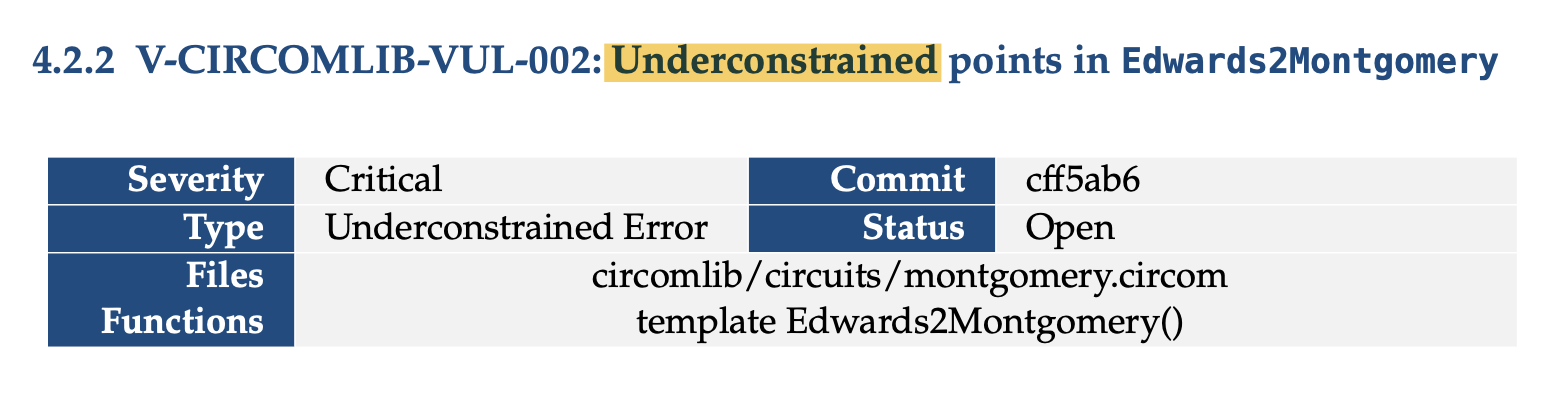 4.2.2 V-CIRCOMLIB-VUL-002: Underconstrained points in Edwards2Montgomery
Severity Critical Commit cff5ab6
Type Underconstrained Error Status Open
Files circomlib/circuits/montgomery.circom
Functions template Edwards2Montgomery()